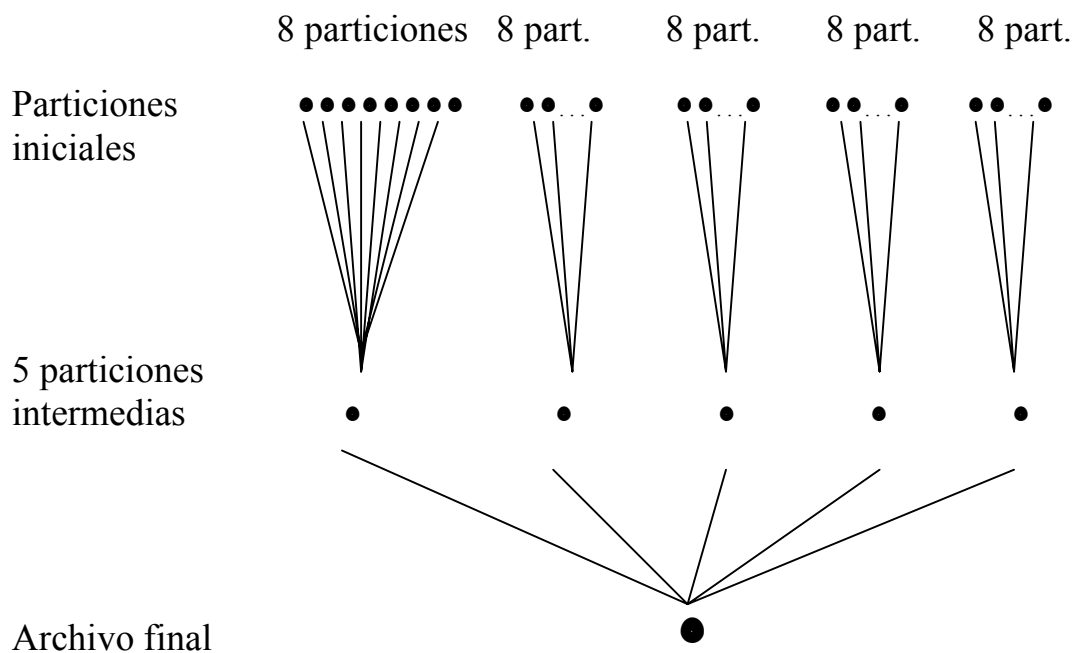 8 particiones 8 part. 8 part. 8 part. 8 part.
Particiones
iniciales
5 particiones
intermedias
Archivo final